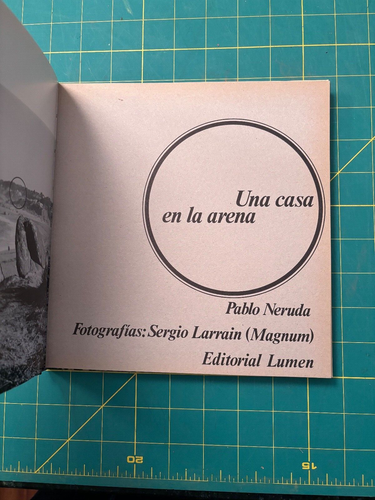 Una casa
en la arena
Pablo Neruda
Fotografías: Sergio Larrain (Magnum)
Editorial Lumen
20
15